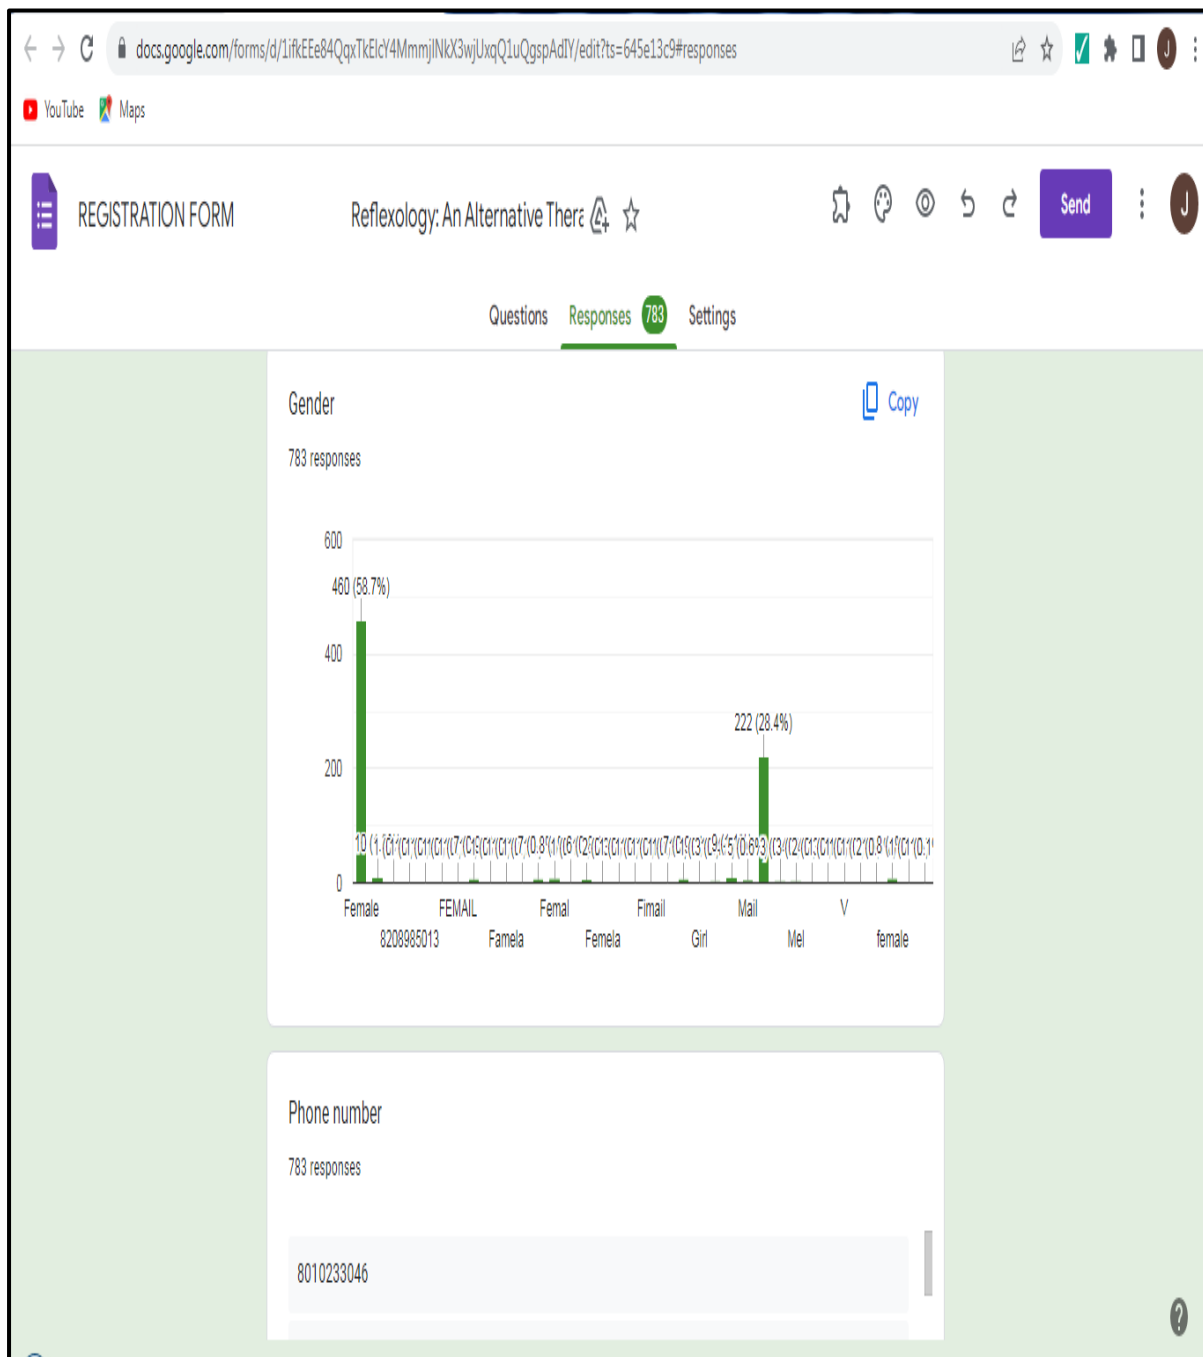 docs.google.com/forms/d/1ifkEEe84QqxTkElcY4MmmjlNkX3wjUxqQ1uQgspAdIY/edit?ts=645e13c9#responses
J
YouTube Maps
REGISTRATION FORM Reflexology: An Alternative Thera
Send
J
Questions Responses 783 Settings
Gender
Copy
783 responses
600
460 (58.7%)
400
222 (28.4%)
200
0
Female FEMAIL Femal Fimail Mail V
8208985013 Famela Femela Girl Mel female
Phone number
783 responses
8010233046